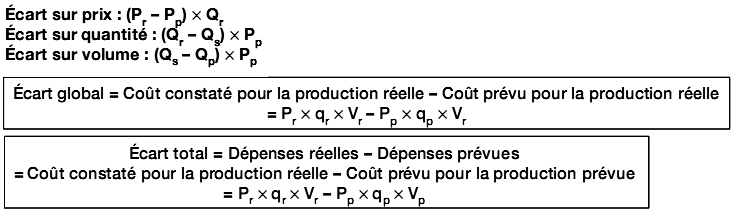 Écart sur prix : (Pr – Pp) × Qr
Écart sur quantité : (Qr – Qs) × Pp
Écart sur volume : (Qs – Qp) × Pp
Écart global = Coût constaté pour la production réelle – Coût prévu pour la production réelle
= Pr × qr × Vr – Pp × qp × Vr
Écart total = Dépenses réelles – Dépenses prévues
= Coût constaté pour la production réelle – Coût prévu pour la production prévue
= Pr × qr × Vr – Pp × qp × Vp